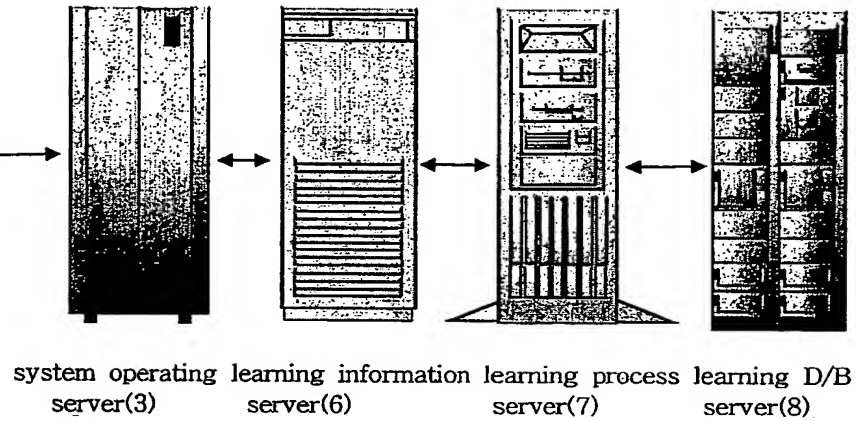 system operating learning information learning process learning D/B
server(3) server(6) server(7) server(8)